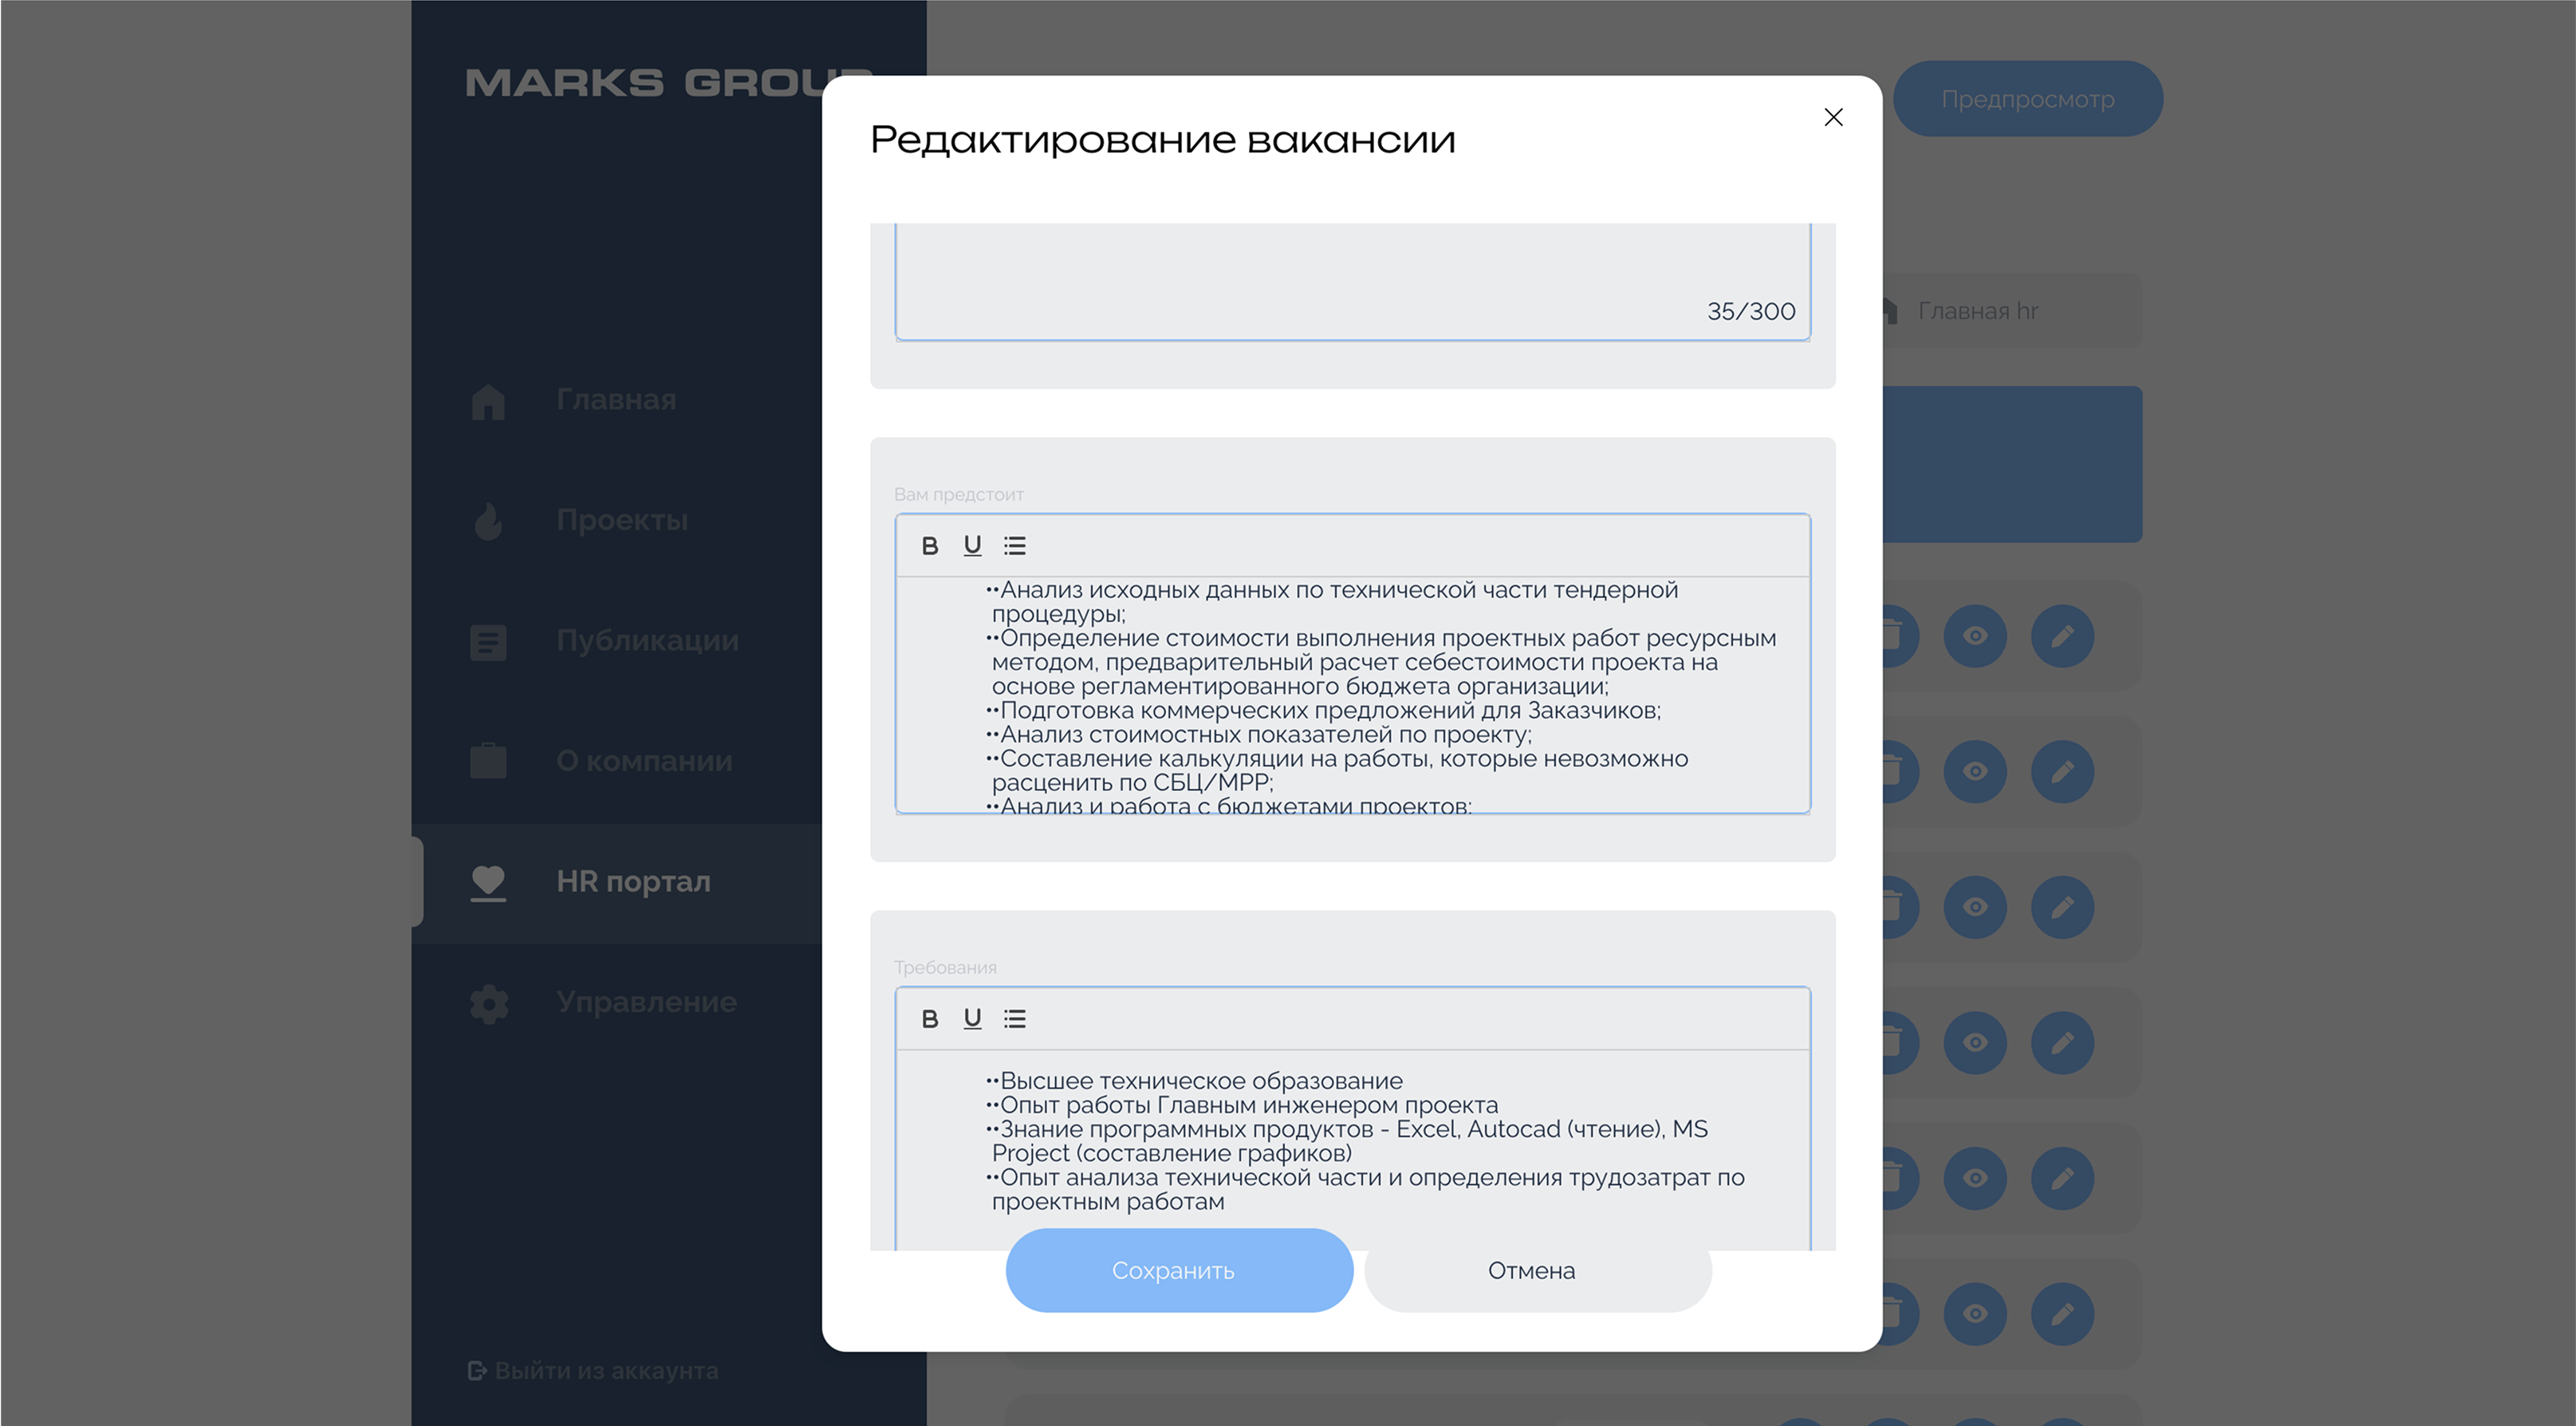 MARKS GROUP
Предпросмотр
Редактирование вакансии
35/300
Главная hr
Главная
Вам предстоит
B U
Проекты
••Анализ исходных данных по технической части тендерной
процедуры;
••Определение стоимости выполнения проектных работ ресурсным
методом, предварительный расчет себестоимости проекта на
основе регламентированного бюджета организации;
••Подготовка коммерческих предложений для Заказчиков;
••Анализ стоимостных показателей по проекту;
••Составление калькуляции на работы, которые невозможно
расценить по СБЦ/МРР;
••Анализ и работа с бюджетами проектов;
Публикации
О компании
HR портал
Управление
Требования
B U
••Высшее техническое образование
••Опыт работы Главным инженером проекта
••Знание программных продуктов - Excel, Autocad (чтение), MS
Project (составление графиков)
••Опыт анализа технической части и определения трудозатрат по
проектным работам
Сохранить
Отмена
Выйти из аккаунта